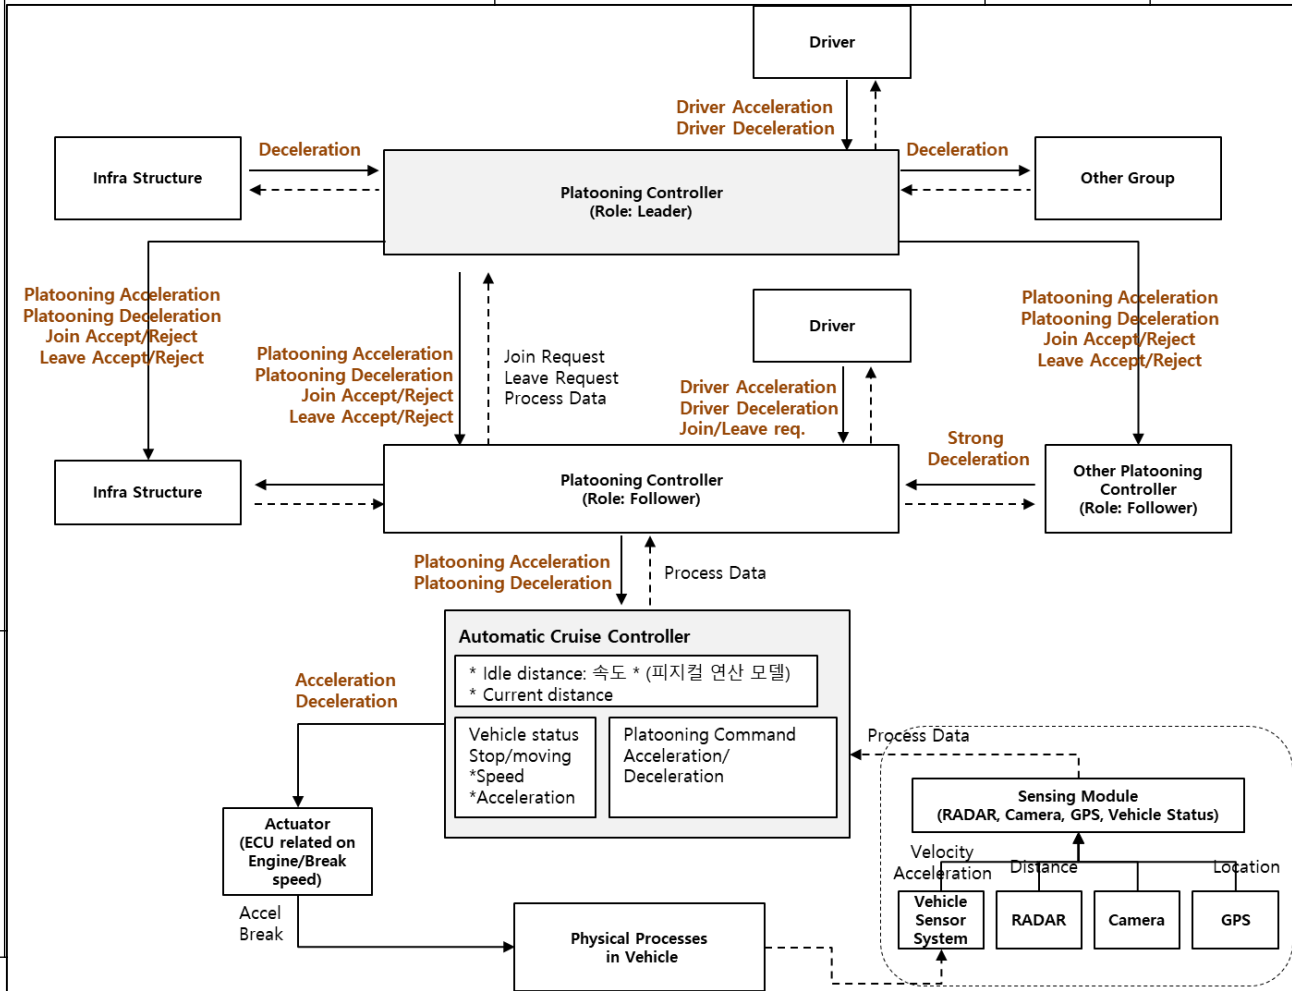 Driver
Driver Acceleration
Driver Deceleration
Infra Structure
Deceleration
Platooning Controller
(Role: Leader)
Deceleration
Other Group
Platooning Acceleration
Platooning Deceleration
Join Accept/Reject
Leave Accept/Reject
Platooning Acceleration
Platooning Deceleration
Join Accept/Reject
Leave Accept/Reject
Join Request
Leave Request
Process Data
Driver
Driver Acceleration
Driver Deceleration
Join/Leave req.
Platooning Acceleration
Platooning Deceleration
Join Accept/Reject
Leave Accept/Reject
Infra Structure
Platooning Controller
(Role: Follower)
Strong
Deceleration
Other Platooning
Controller
(Role: Follower)
Platooning Acceleration
Platooning Deceleration
Process Data
Automatic Cruise Controller
* Idle distance: 속도 * (피지컬 연산 모델)
* Current distance
Vehicle status
Stop/moving
*Speed
*Acceleration
Platooning Command
Acceleration/
Deceleration
Acceleration
Deceleration
Process Data
Sensing Module
(RADAR, Camera, GPS, Vehicle Status)
Velocity
Acceleration
Distance
Location
Vehicle
Sensor
System
RADAR
Camera
GPS
Actuator
(ECU related on
Engine/Break
speed)
Accel
Break
Physical Processes
in Vehicle